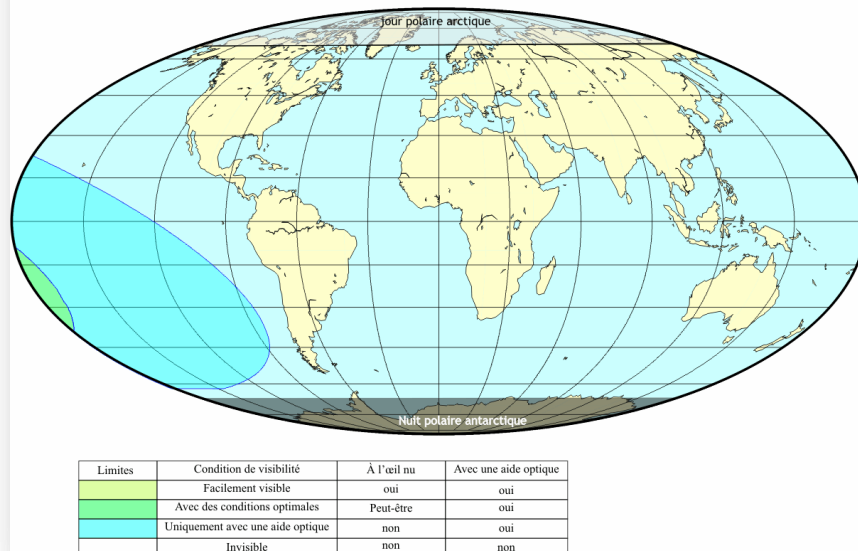 jour polaire arctique
Nuit polaire antarctique
Limites Condition de visibilité À l’œil nu Avec une aide optique
Facilement visible oui oui
Avec des conditions optimales Peut-être oui
Uniquement avec une aide optique non oui
Invisible non non